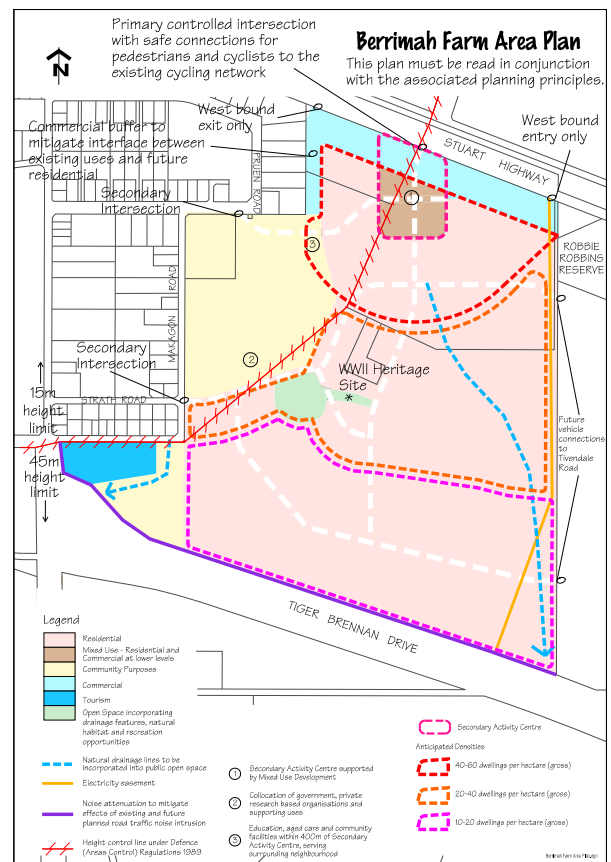 Primary controlled intersection
with safe connections for
pedestrians and cyclists to the
existing cycling network
Berrimah Farm Area Plan
This plan must be read in conjunction
with the associated planning principles.
N
West bound
exit only
West bound
entry only
Commercial buffer to
mitigate interface between
existing uses and future
residential
STUART HIGHWAY
PRUEN ROAD
Secondary
Intersection
1
3
ROBBIE
ROBBINS
RESERVE
MAKAGON ROAD
Secondary
Intersection
2
WWII Heritage
Site
*
15m
height
limit
STRATH ROAD
45m
height
limit
Future
vehicle
connections
to
Tivendale
Road
TIGER BRENNAN DRIVE
Legend
Residential
Mixed Use - Residential and
Commercial at lower levels
Community Purposes
Commercial
Tourism
Open Space incorporating
drainage features, natural
habitat and recreation
opportunities
Natural drainage lines to be
incorporated into public open space
Electricity easement
Noise attenuation to mitigate
effects of existing and future
planned road traffic noise intrusion
Height control line under Defence
(Areas Control) Regulations 1989
1 Secondary Activity Centre supported
by Mixed Use Development
2 Collocation of government, private
research based organisations and
supporting uses
3 Education, aged care and community
facilities within 400m of Secondary
Activity Centre, serving
surrounding neighbourhood
Secondary Activity Centre
Anticipated Densities
40-60 dwellings per hectare (gross)
20-40 dwellings per hectare (gross)
10-20 dwellings per hectare (gross)
Berrimah Farm Area Plan.dgn